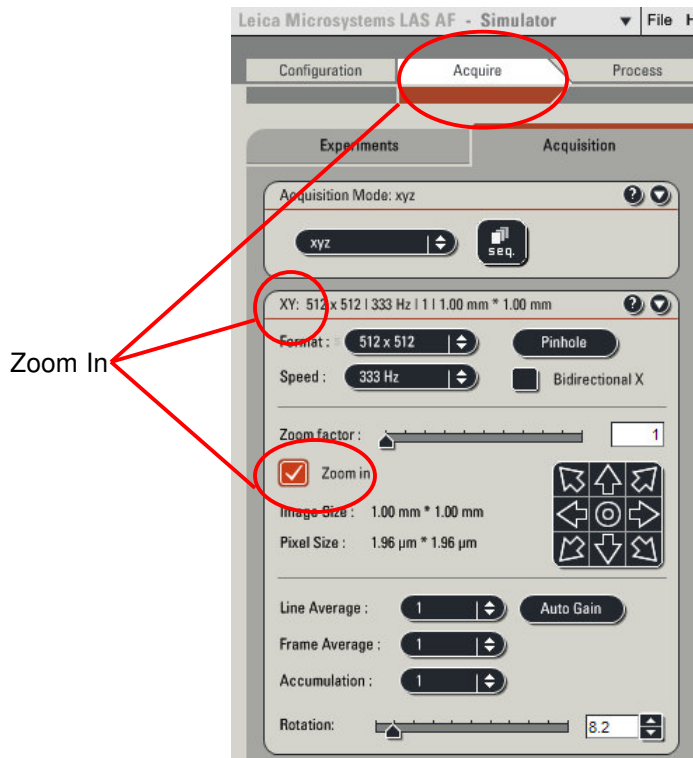 Leica Microsystems LAS AF - Simulator File H
Configuration Acquire Process
Experiments Acquisition
Acquisition Mode: xyz ?
xyz seq.
XY: 512 x 512 | 333 Hz | 1 | 1.00 mm * 1.00 mm ?
Format : 512 x 512 Pinhole
Speed : 333 Hz Bidirectional X
Zoom In
Zoom factor : 1
Zoom in
Image Size : 1.00 mm * 1.00 mm
Pixel Size : 1.96 µm * 1.96 µm
Line Average : 1 Auto Gain
Frame Average : 1
Accumulation : 1
Rotation: 8.2